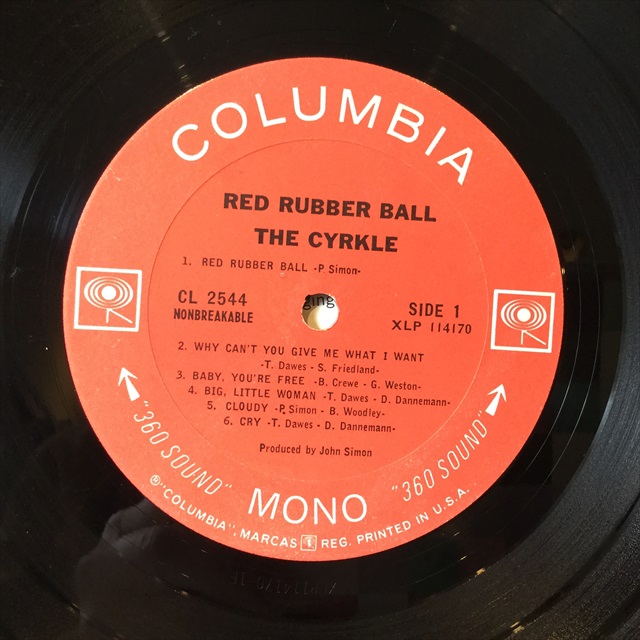 COLUMBIA
RED RUBBER BALL
THE CYRKLE
1. RED RUBBER BALL -P. Simon-
CL 2544
NONBREAKABLE
ging
SIDE 1
XLP 114170
2. WHY CAN'T YOU GIVE ME WHAT I WANT
-T. Dawes - S. Friedland-
3. BABY, YOU'RE FREE -B. Crewe - G. Weston-
4. BIG, LITTLE WOMAN -T. Dawes - D. Dannemann-
5. CLOUDY -P. Simon - B. Woodley-
6. CRY -T. Dawes - D. Dannemann-
Produced by John Simon
"360 SOUND"
MONO
"360 SOUND"
® "COLUMBIA", MARCAS REG. PRINTED IN U.S.A.